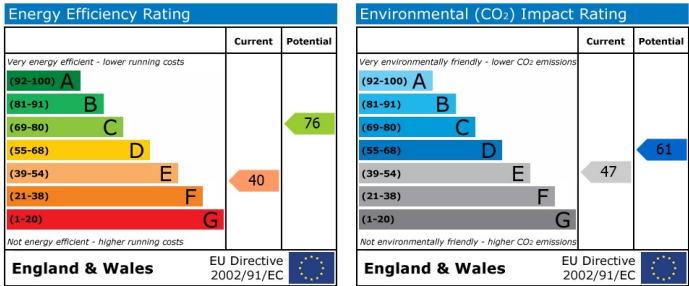 Energy Efficiency Rating
Current Potential
Very energy efficient - lower running costs
(92-100) A
(81-91) B
(69-80) C
76
(55-68) D
(39-54) E
40
(21-38) F
(1-20) G
Not energy efficient - higher running costs
England & Wales
EU Directive
2002/91/EC
Environmental (CO₂) Impact Rating
Current Potential
Very environmentally friendly - lower CO₂ emissions
(92-100) A
(81-91) B
(69-80) C
(55-68) D
61
(39-54) E
47
(21-38) F
(1-20) G
Not environmentally friendly - higher CO₂ emissions
England & Wales
EU Directive
2002/91/EC